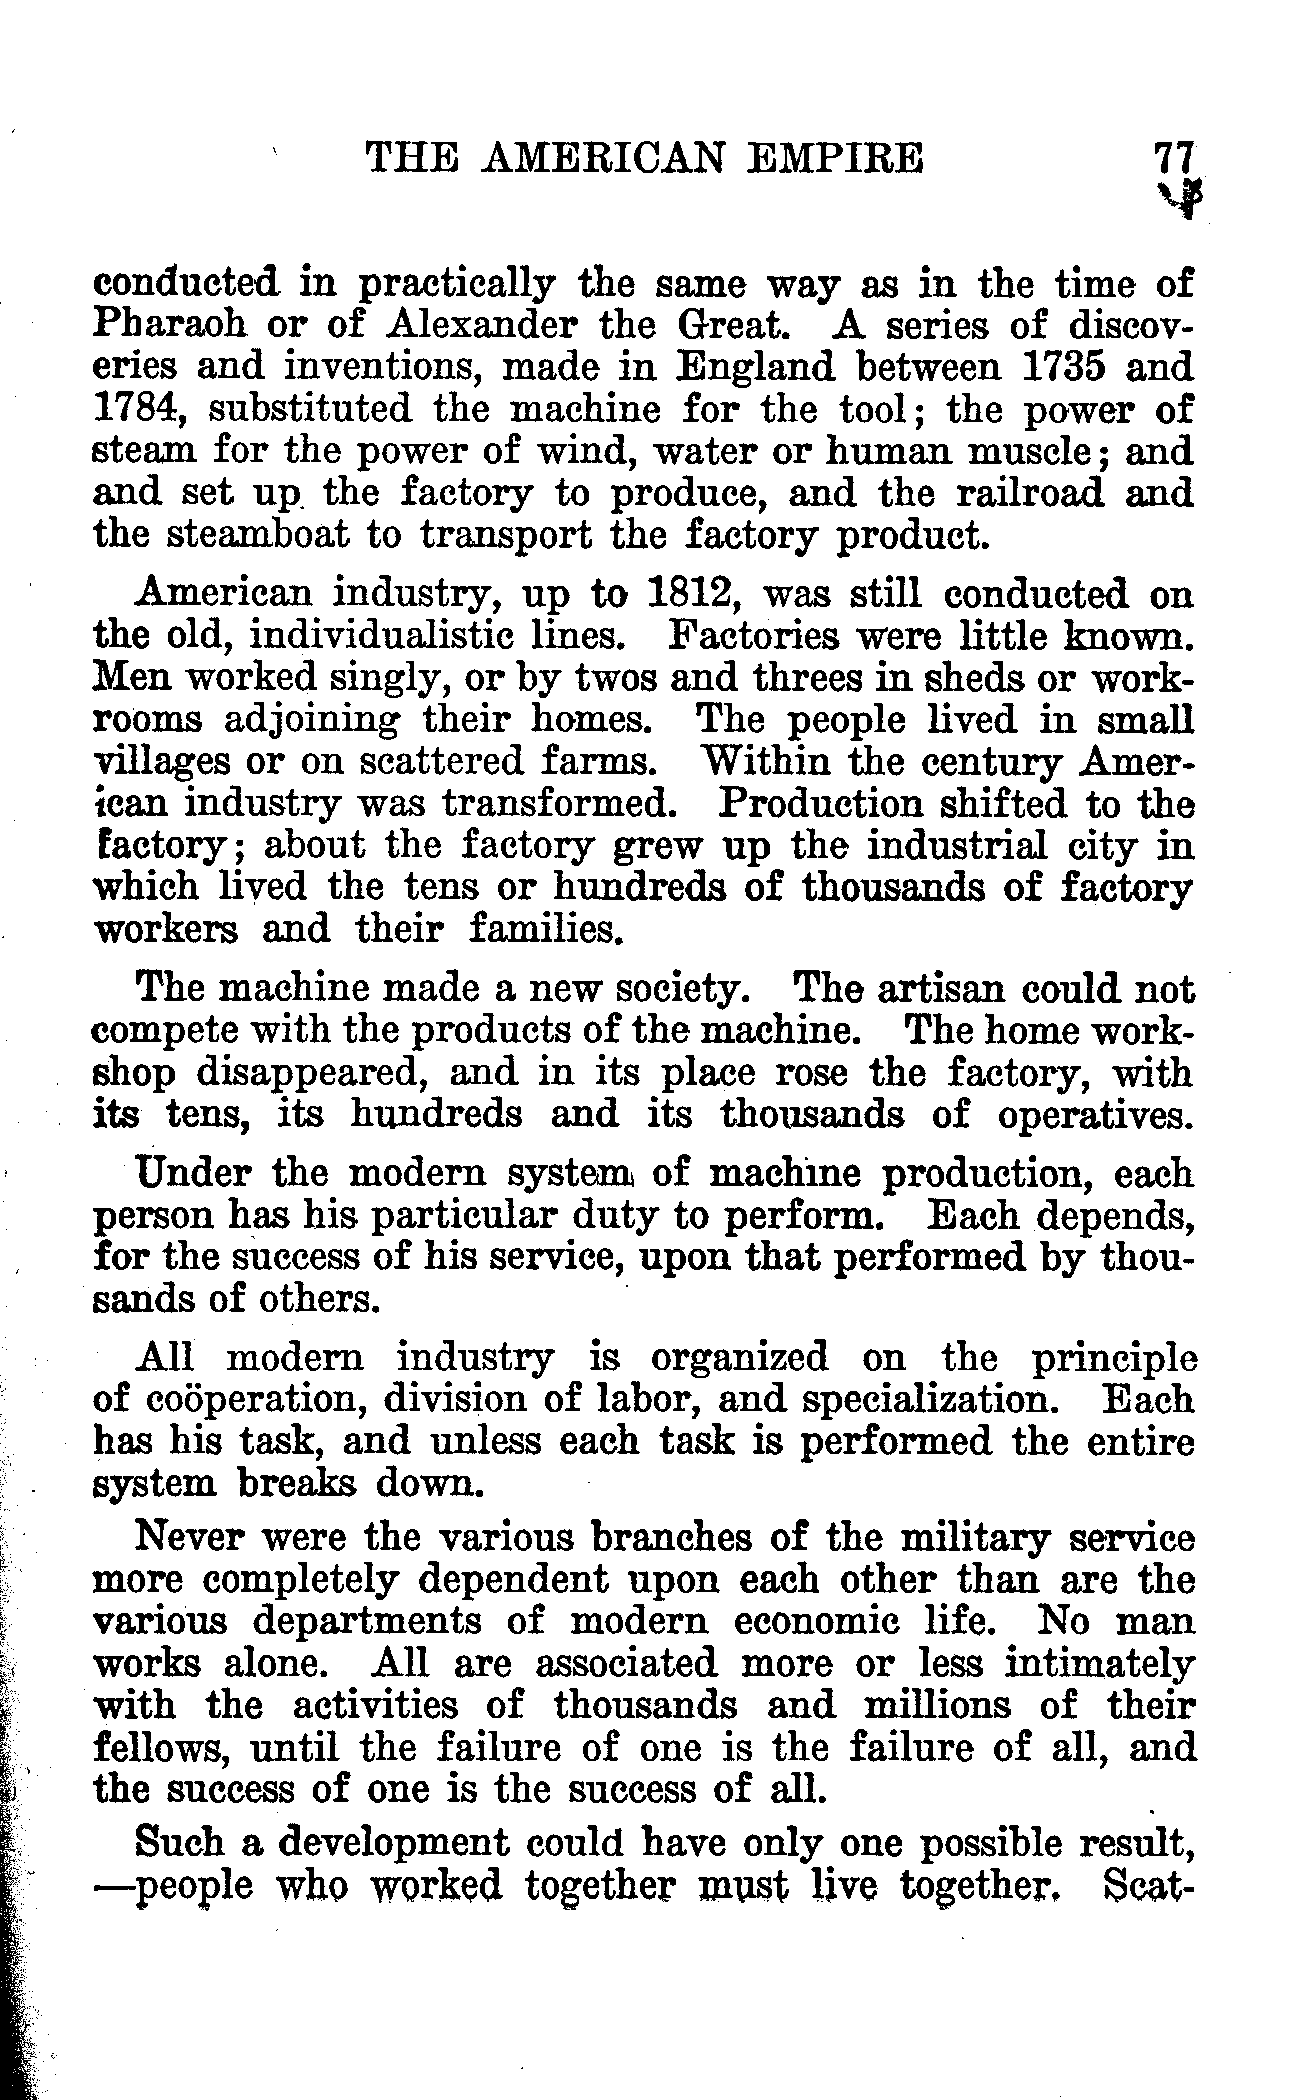 THE AMERICAN EMPIRE 77
conducted in practically the same way as in the time of
Pharaoh or of Alexander the Great. A series of discov-
eries and inventions, made in England between 1735 and
1784, substituted the machine for the tool; the power of
steam for the power of wind, water or human muscle; and
and set up the factory to produce, and the railroad and
the steamboat to transport the factory product.
American industry, up to 1812, was still conducted on
the old, individualistic lines. Factories were little known.
Men worked singly, or by twos and threes in sheds or work-
rooms adjoining their homes. The people lived in small
villages or on scattered farms. Within the century Amer-
ican industry was transformed. Production shifted to the
factory; about the factory grew up the industrial city in
which lived the tens or hundreds of thousands of factory
workers and their families.
The machine made a new society. The artisan could not
compete with the products of the machine. The home work-
shop disappeared, and in its place rose the factory, with
its tens, its hundreds and its thousands of operatives.
Under the modern system of machine production, each
person has his particular duty to perform. Each depends,
for the success of his service, upon that performed by thou-
sands of others.
All modern industry is organized on the principle
of coöperation, division of labor, and specialization. Each
has his task, and unless each task is performed the entire
system breaks down.
Never were the various branches of the military service
more completely dependent upon each other than are the
various departments of modern economic life. No man
works alone. All are associated more or less intimately
with the activities of thousands and millions of their
fellows, until the failure of one is the failure of all, and
the success of one is the success of all.
Such a development could have only one possible result,
—people who worked together must live together. Scat-